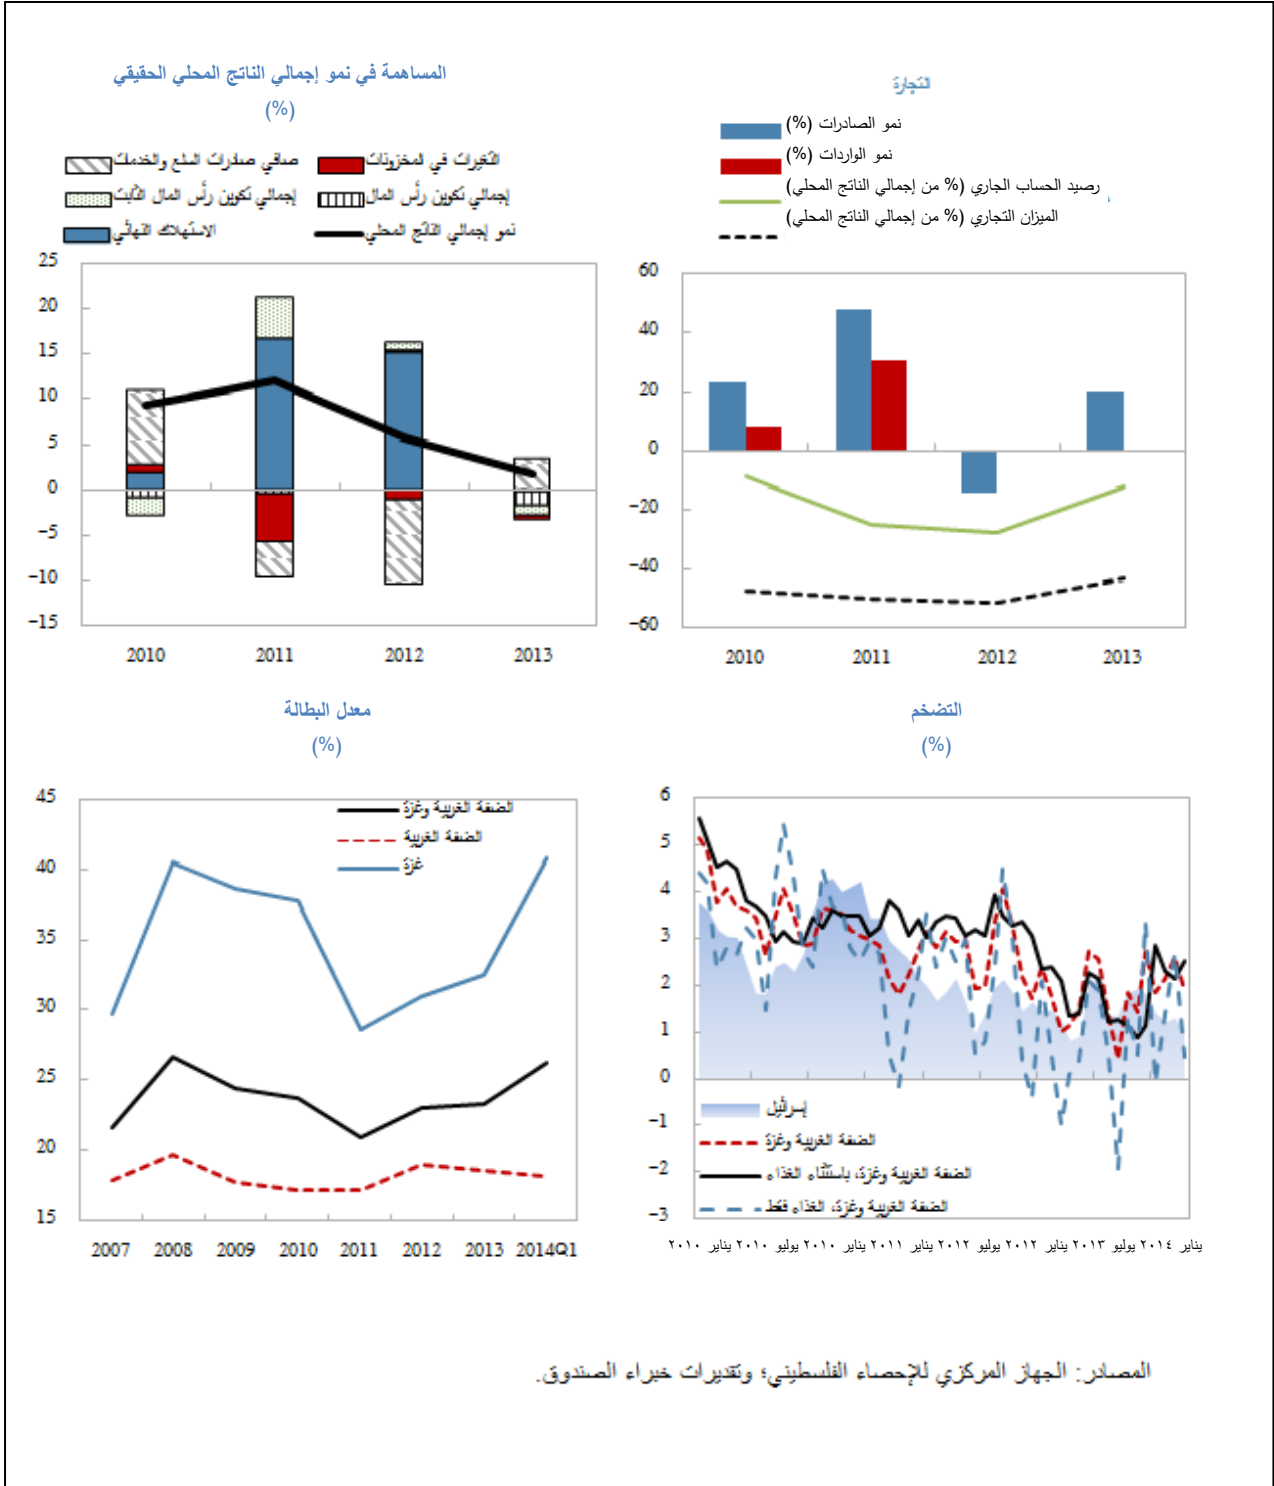 المساهمة في نمو إجمالي الناتج المحلي الحقيقي
(%)
صافي صادرات السلع والخدمات
التغيرات في المخزونات
إجمالي تكوين رأس المال الثابت
إجمالي تكوين رأس المال
الاستهلاك النهائي
نمو إجمالي الناتج المحلي
25
20
15
10
5
0
−5
−10
−15
2010 2011 2012 2013
التجارة
نمو الصادرات (%)
نمو الواردات (%)
رصيد الحساب الجاري (% من إجمالي الناتج المحلي)
الميزان التجاري (% من إجمالي الناتج المحلي)
60
40
20
0
−20
−40
−60
2010 2011 2012 2013
معدل البطالة
(%)
الضفة الغربية وغزة
الضفة الغربية
غزة
45
40
35
30
25
20
15
2007 2008 2009 2010 2011 2012 2013 2014Q1
التضخم
(%)
6
5
4
3
2
1
0
−1
−2
−3
إسرائيل
الضفة الغربية وغزة
الضفة الغربية وغزة، باستثناء الغذاء
الضفة الغربية وغزة، الغذاء فقط
يناير ٢٠١٠ يوليو ٢٠١٠ يناير ٢٠١١ يوليو ٢٠١١ يناير ٢٠١٢ يوليو ٢٠١٢ يناير ٢٠١٣ يوليو ٢٠١٣ يناير ٢٠١٤
المصادر: الجهاز المركزي للإحصاء الفلسطيني؛ وتقديرات خبراء الصندوق.